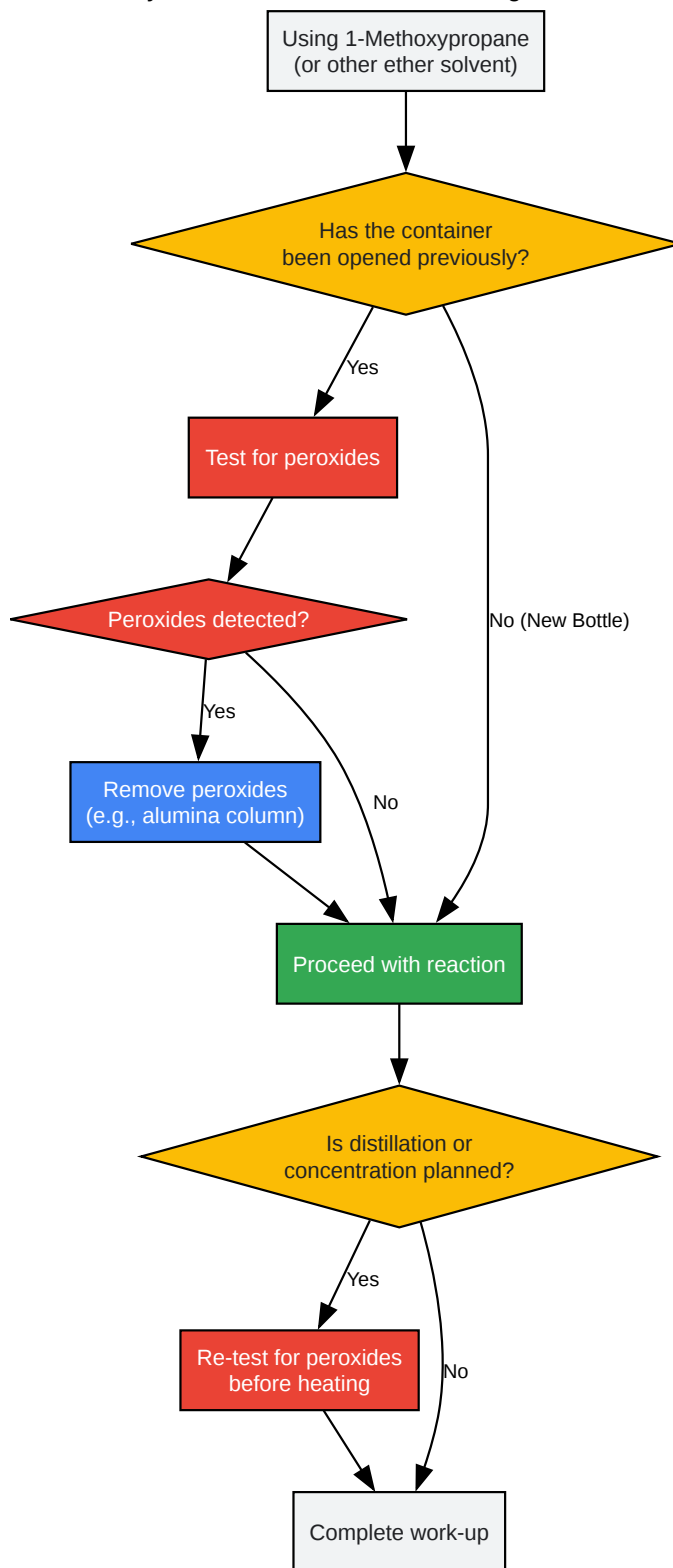 Using 1-Methoxypropane
(or other ether solvent)
Has the container
been opened previously?
Yes
Test for peroxides
No (New Bottle)
Peroxides detected?
Yes
Remove peroxides
(e.g., alumina column)
No
Proceed with reaction
Is distillation or
concentration planned?
Yes
Re-test for peroxides
before heating
No
Complete work-up